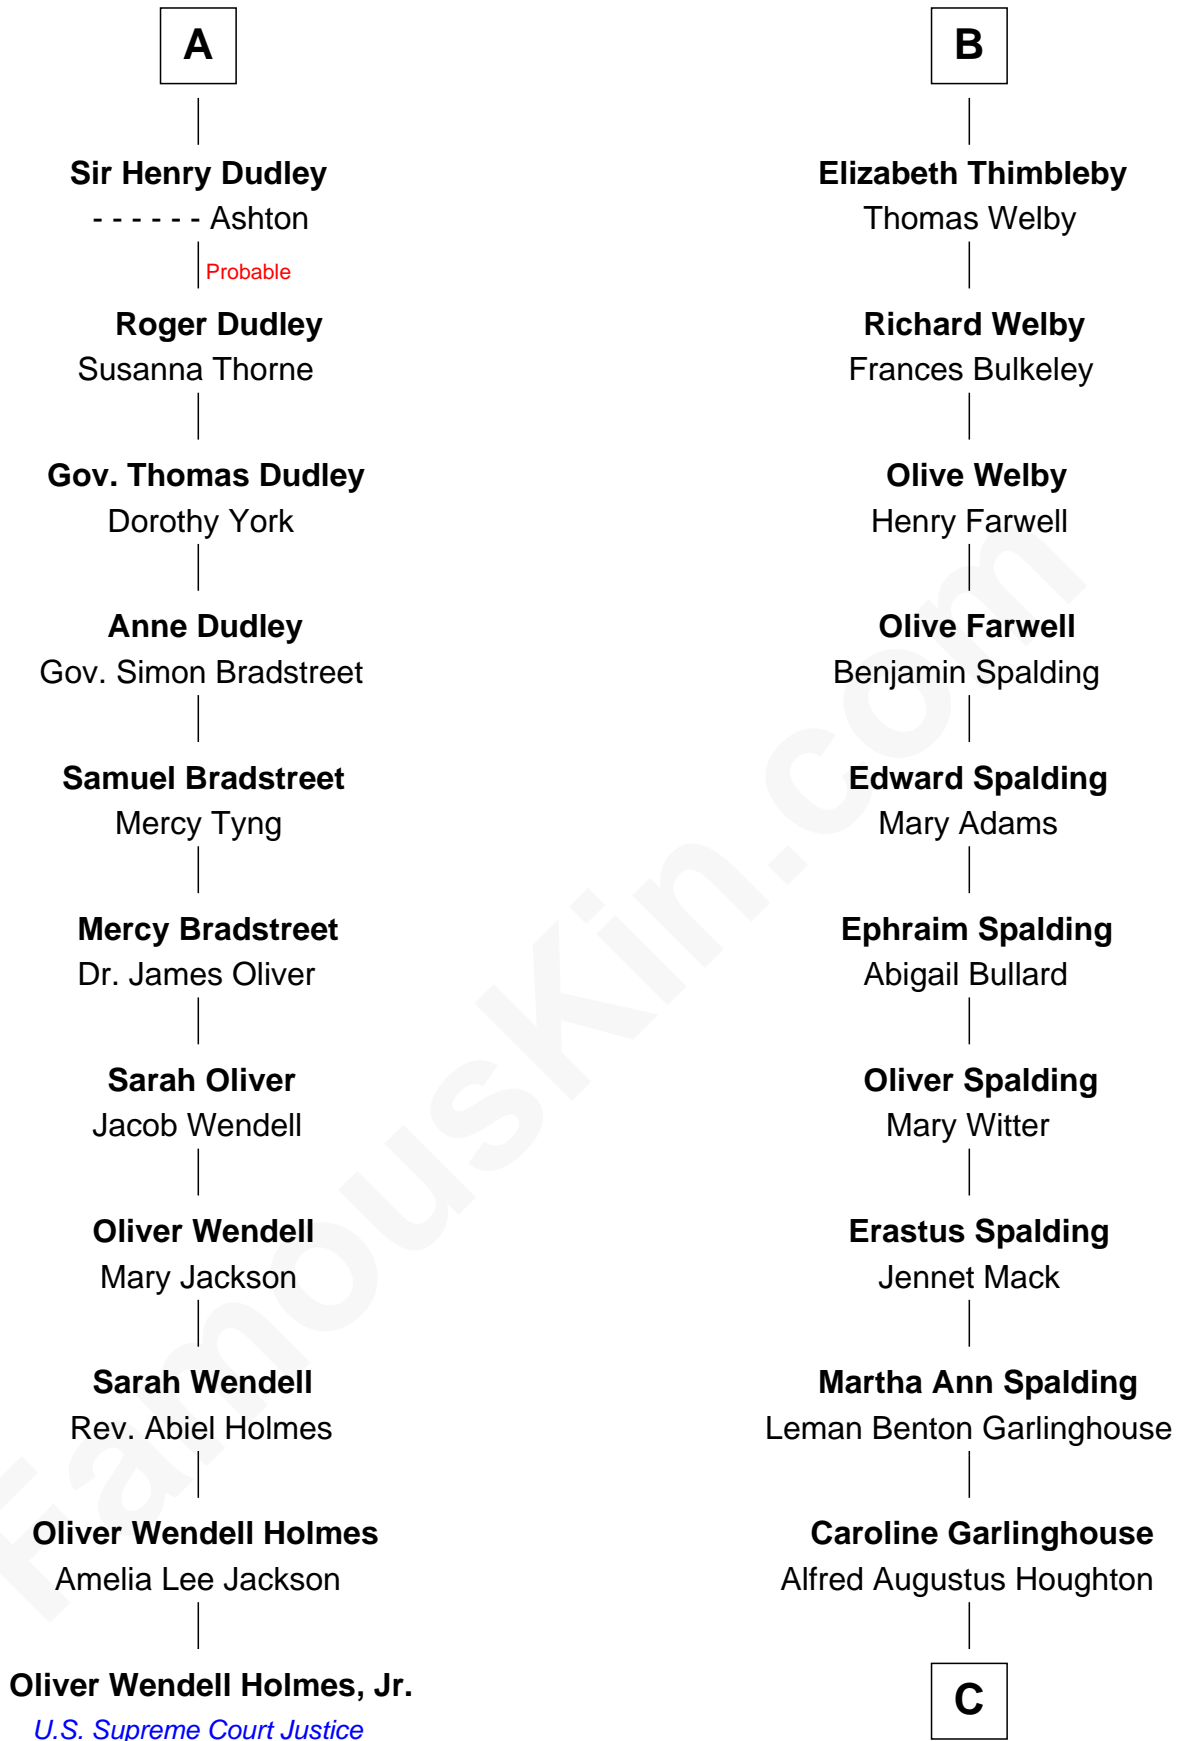 A
Sir Henry Dudley
- - - - - - Ashton
Probable
Roger Dudley
Susanna Thorne
Gov. Thomas Dudley
Dorothy York
Anne Dudley
Gov. Simon Bradstreet
Samuel Bradstreet
Mercy Tyng
Mercy Bradstreet
Dr. James Oliver
Sarah Oliver
Jacob Wendell
Oliver Wendell
Mary Jackson
Sarah Wendell
Rev. Abiel Holmes
Oliver Wendell Holmes
Amelia Lee Jackson
Oliver Wendell Holmes, Jr.
U.S. Supreme Court Justice
B
Elizabeth Thimbleby
Thomas Welby
Richard Welby
Frances Bulkeley
Olive Welby
Henry Farwell
Olive Farwell
Benjamin Spalding
Edward Spalding
Mary Adams
Ephraim Spalding
Abigail Bullard
Oliver Spalding
Mary Witter
Erastus Spalding
Jennet Mack
Martha Ann Spalding
Leman Benton Garlinghouse
Caroline Garlinghouse
Alfred Augustus Houghton
C
FamousKin.com